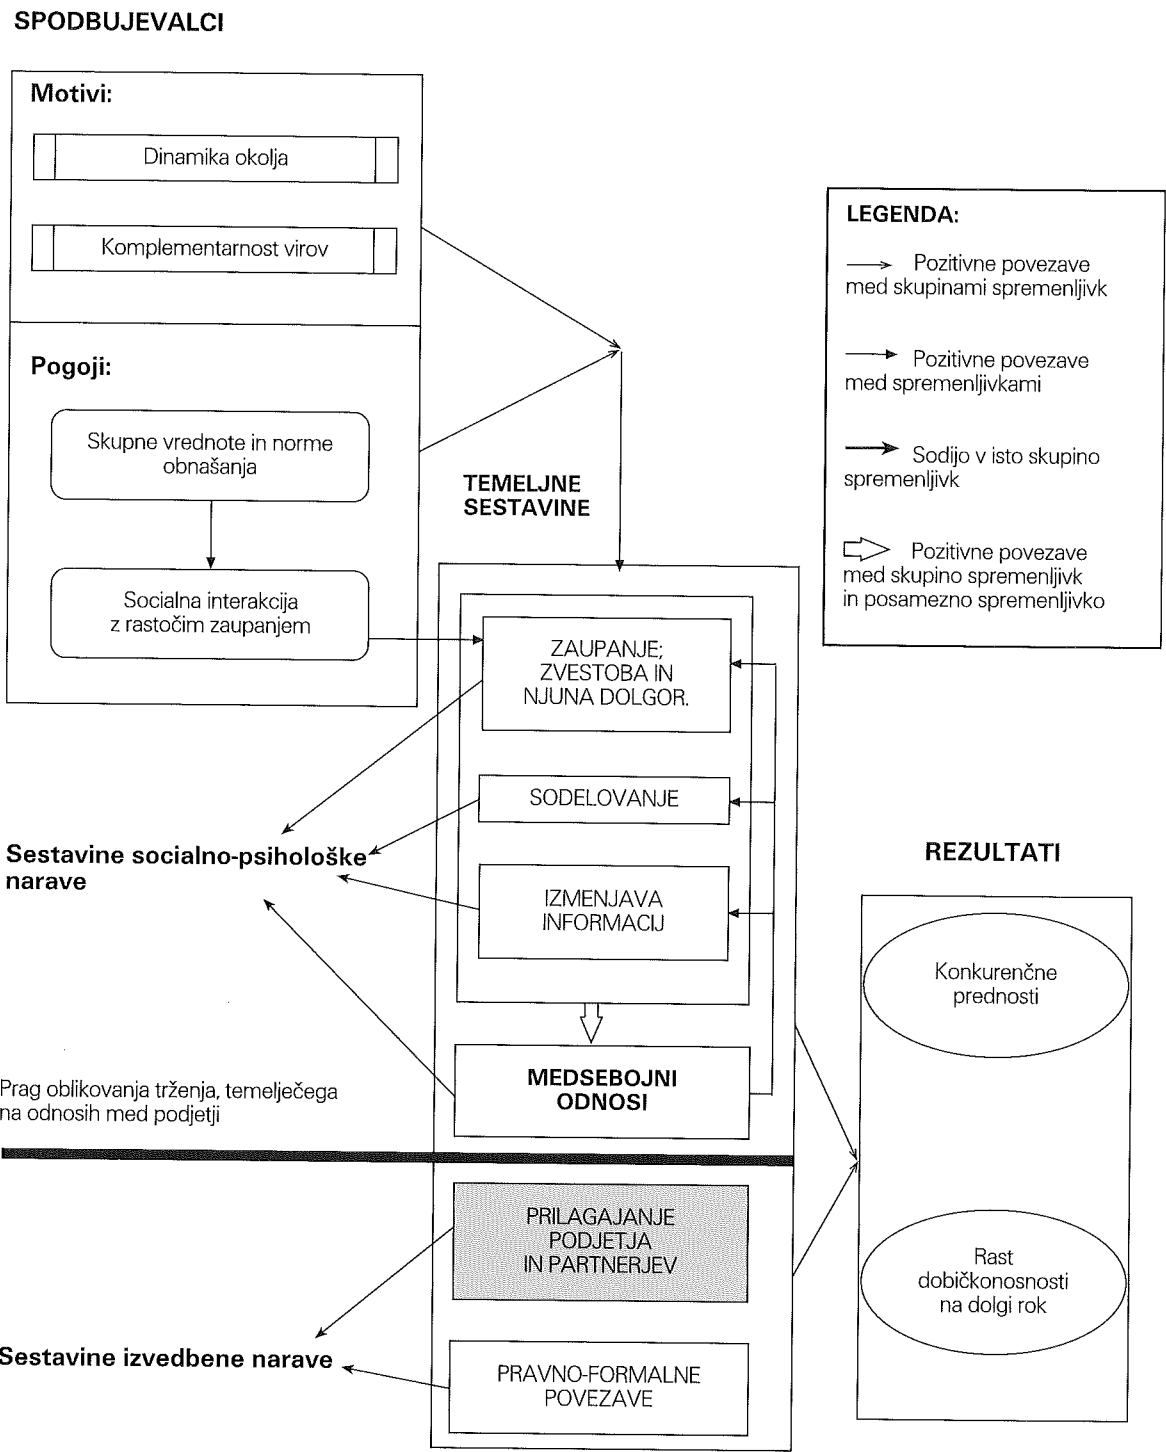 SPODBUJEVALCI
Motivi:
Dinamika okolja
Komplementarnost virov
Pogoji:
Skupne vrednote in norme
obnašanja
Socialna interakcija
z rastočim zaupanjem
LEGENDA:
Pozitivne povezave
med skupinami spremenljivk
Pozitivne povezave
med spremenljivkami
Sodijo v isto skupino
spremenljivk
Pozitivne povezave
med skupino spremenljivk
in posamezno spremenljivko
TEMELJNE
SESTAVINE
ZAUPANJE;
ZVESTOBA IN
NJUNA DOLGOR.
SODELOVANJE
IZMENJAVA
INFORMACIJ
MEDSEBOJNI
ODNOSI
Sestavine socialno-psihološke
narave
Prag oblikovanja trženja, temelječega
na odnosih med podjetji
PRILAGAJANJE
PODJETJA
IN PARTNERJEV
Sestavine izvedbene narave
PRAVNO-FORMALNE
POVEZAVE
REZULTATI
Konkurenčne
prednosti
Rast
dobičkonosnosti
na dolgi rok